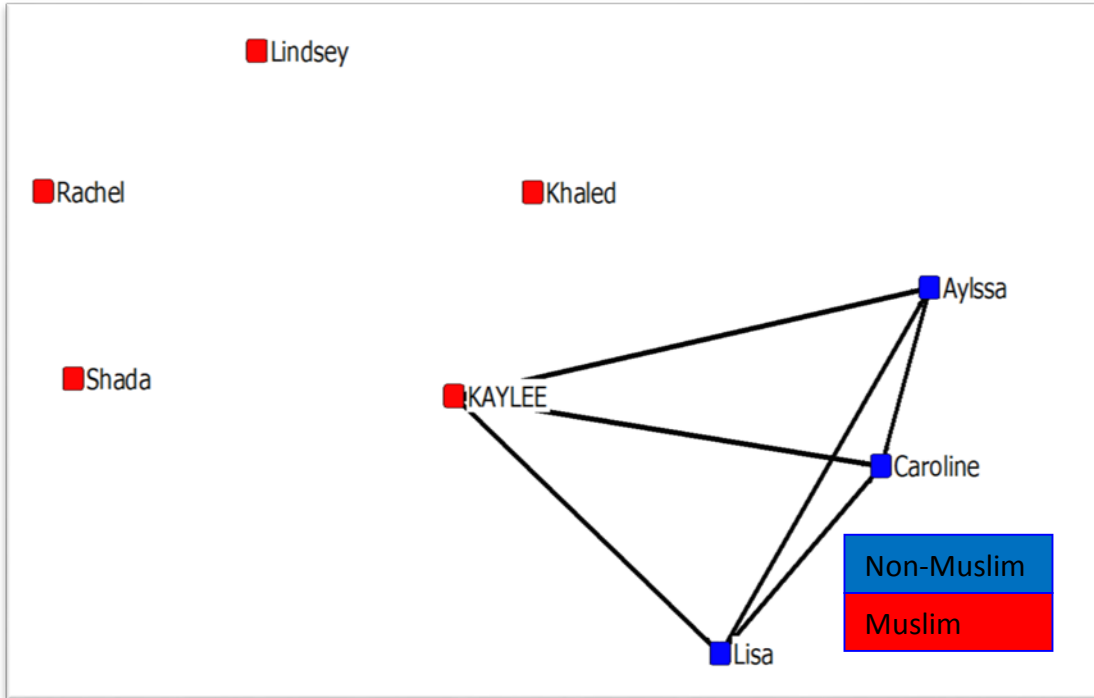 Lindsey
Rachel
Khaled
Aylssa
Shada
KAYLEE
Caroline
Non-Muslim
Muslim
Lisa